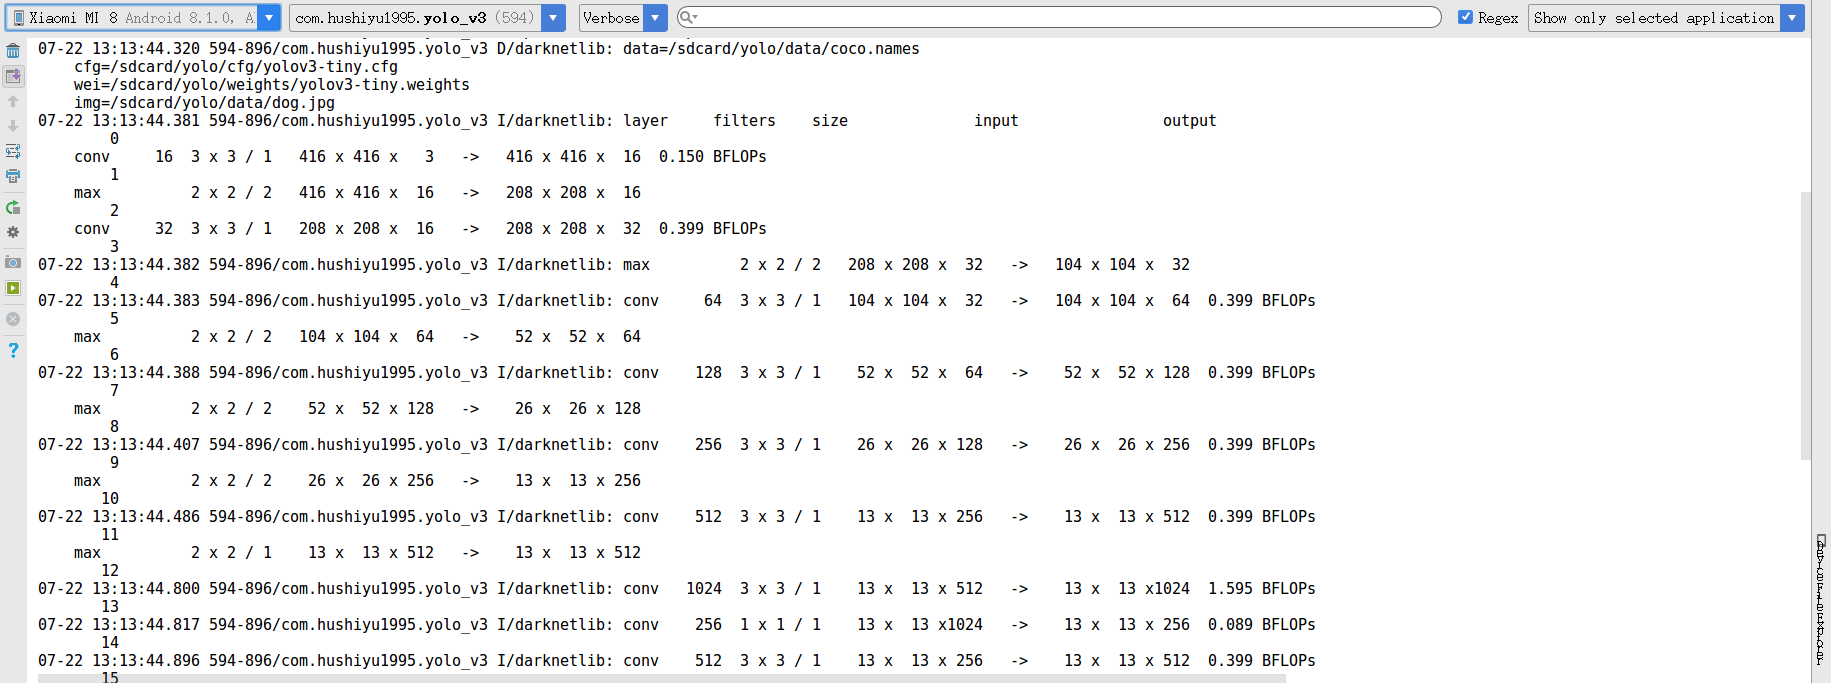 Xiaomi MI 8 Android 8.1.0, A com.hushiyu1995.yolo_v3 (594) Verbose Regex Show only selected application
07-22 13:13:44.320 594-896/com.hushiyu1995.yolo_v3 D/darknetlib: data=/sdcard/yolo/data/coco.names
cfg=/sdcard/yolo/cfg/yolov3-tiny.cfg
wei=/sdcard/yolo/weights/yolov3-tiny.weights
img=/sdcard/yolo/data/dog.jpg
07-22 13:13:44.381 594-896/com.hushiyu1995.yolo_v3 I/darknetlib: layer     filters    size              input                output
0
conv     16  3 x 3 / 1   416 x 416 x   3   ->   416 x 416 x  16  0.150 BFLOPs
1
max          2 x 2 / 2   416 x 416 x  16   ->   208 x 208 x  16
2
conv     32  3 x 3 / 1   208 x 208 x  16   ->   208 x 208 x  32  0.399 BFLOPs
3
07-22 13:13:44.382 594-896/com.hushiyu1995.yolo_v3 I/darknetlib: max          2 x 2 / 2   208 x 208 x  32   ->   104 x 104 x  32
4
07-22 13:13:44.383 594-896/com.hushiyu1995.yolo_v3 I/darknetlib: conv     64  3 x 3 / 1   104 x 104 x  32   ->   104 x 104 x  64  0.399 BFLOPs
5
max          2 x 2 / 2   104 x 104 x  64   ->    52 x  52 x  64
6
07-22 13:13:44.388 594-896/com.hushiyu1995.yolo_v3 I/darknetlib: conv    128  3 x 3 / 1    52 x  52 x  64   ->    52 x  52 x 128  0.399 BFLOPs
7
max          2 x 2 / 2    52 x  52 x 128   ->    26 x  26 x 128
8
07-22 13:13:44.407 594-896/com.hushiyu1995.yolo_v3 I/darknetlib: conv    256  3 x 3 / 1    26 x  26 x 128   ->    26 x  26 x 256  0.399 BFLOPs
9
max          2 x 2 / 2    26 x  26 x 256   ->    13 x  13 x 256
10
07-22 13:13:44.486 594-896/com.hushiyu1995.yolo_v3 I/darknetlib: conv    512  3 x 3 / 1    13 x  13 x 256   ->    13 x  13 x 512  0.399 BFLOPs
11
max          2 x 2 / 1    13 x  13 x 512   ->    13 x  13 x 512
12
07-22 13:13:44.800 594-896/com.hushiyu1995.yolo_v3 I/darknetlib: conv   1024  3 x 3 / 1    13 x  13 x 512   ->    13 x  13 x1024  1.595 BFLOPs
13
07-22 13:13:44.817 594-896/com.hushiyu1995.yolo_v3 I/darknetlib: conv    256  1 x 1 / 1    13 x  13 x1024   ->    13 x  13 x 256  0.089 BFLOPs
14
07-22 13:13:44.896 594-896/com.hushiyu1995.yolo_v3 I/darknetlib: conv    512  3 x 3 / 1    13 x  13 x 256   ->    13 x  13 x 512  0.399 BFLOPs
15
Device File Explorer